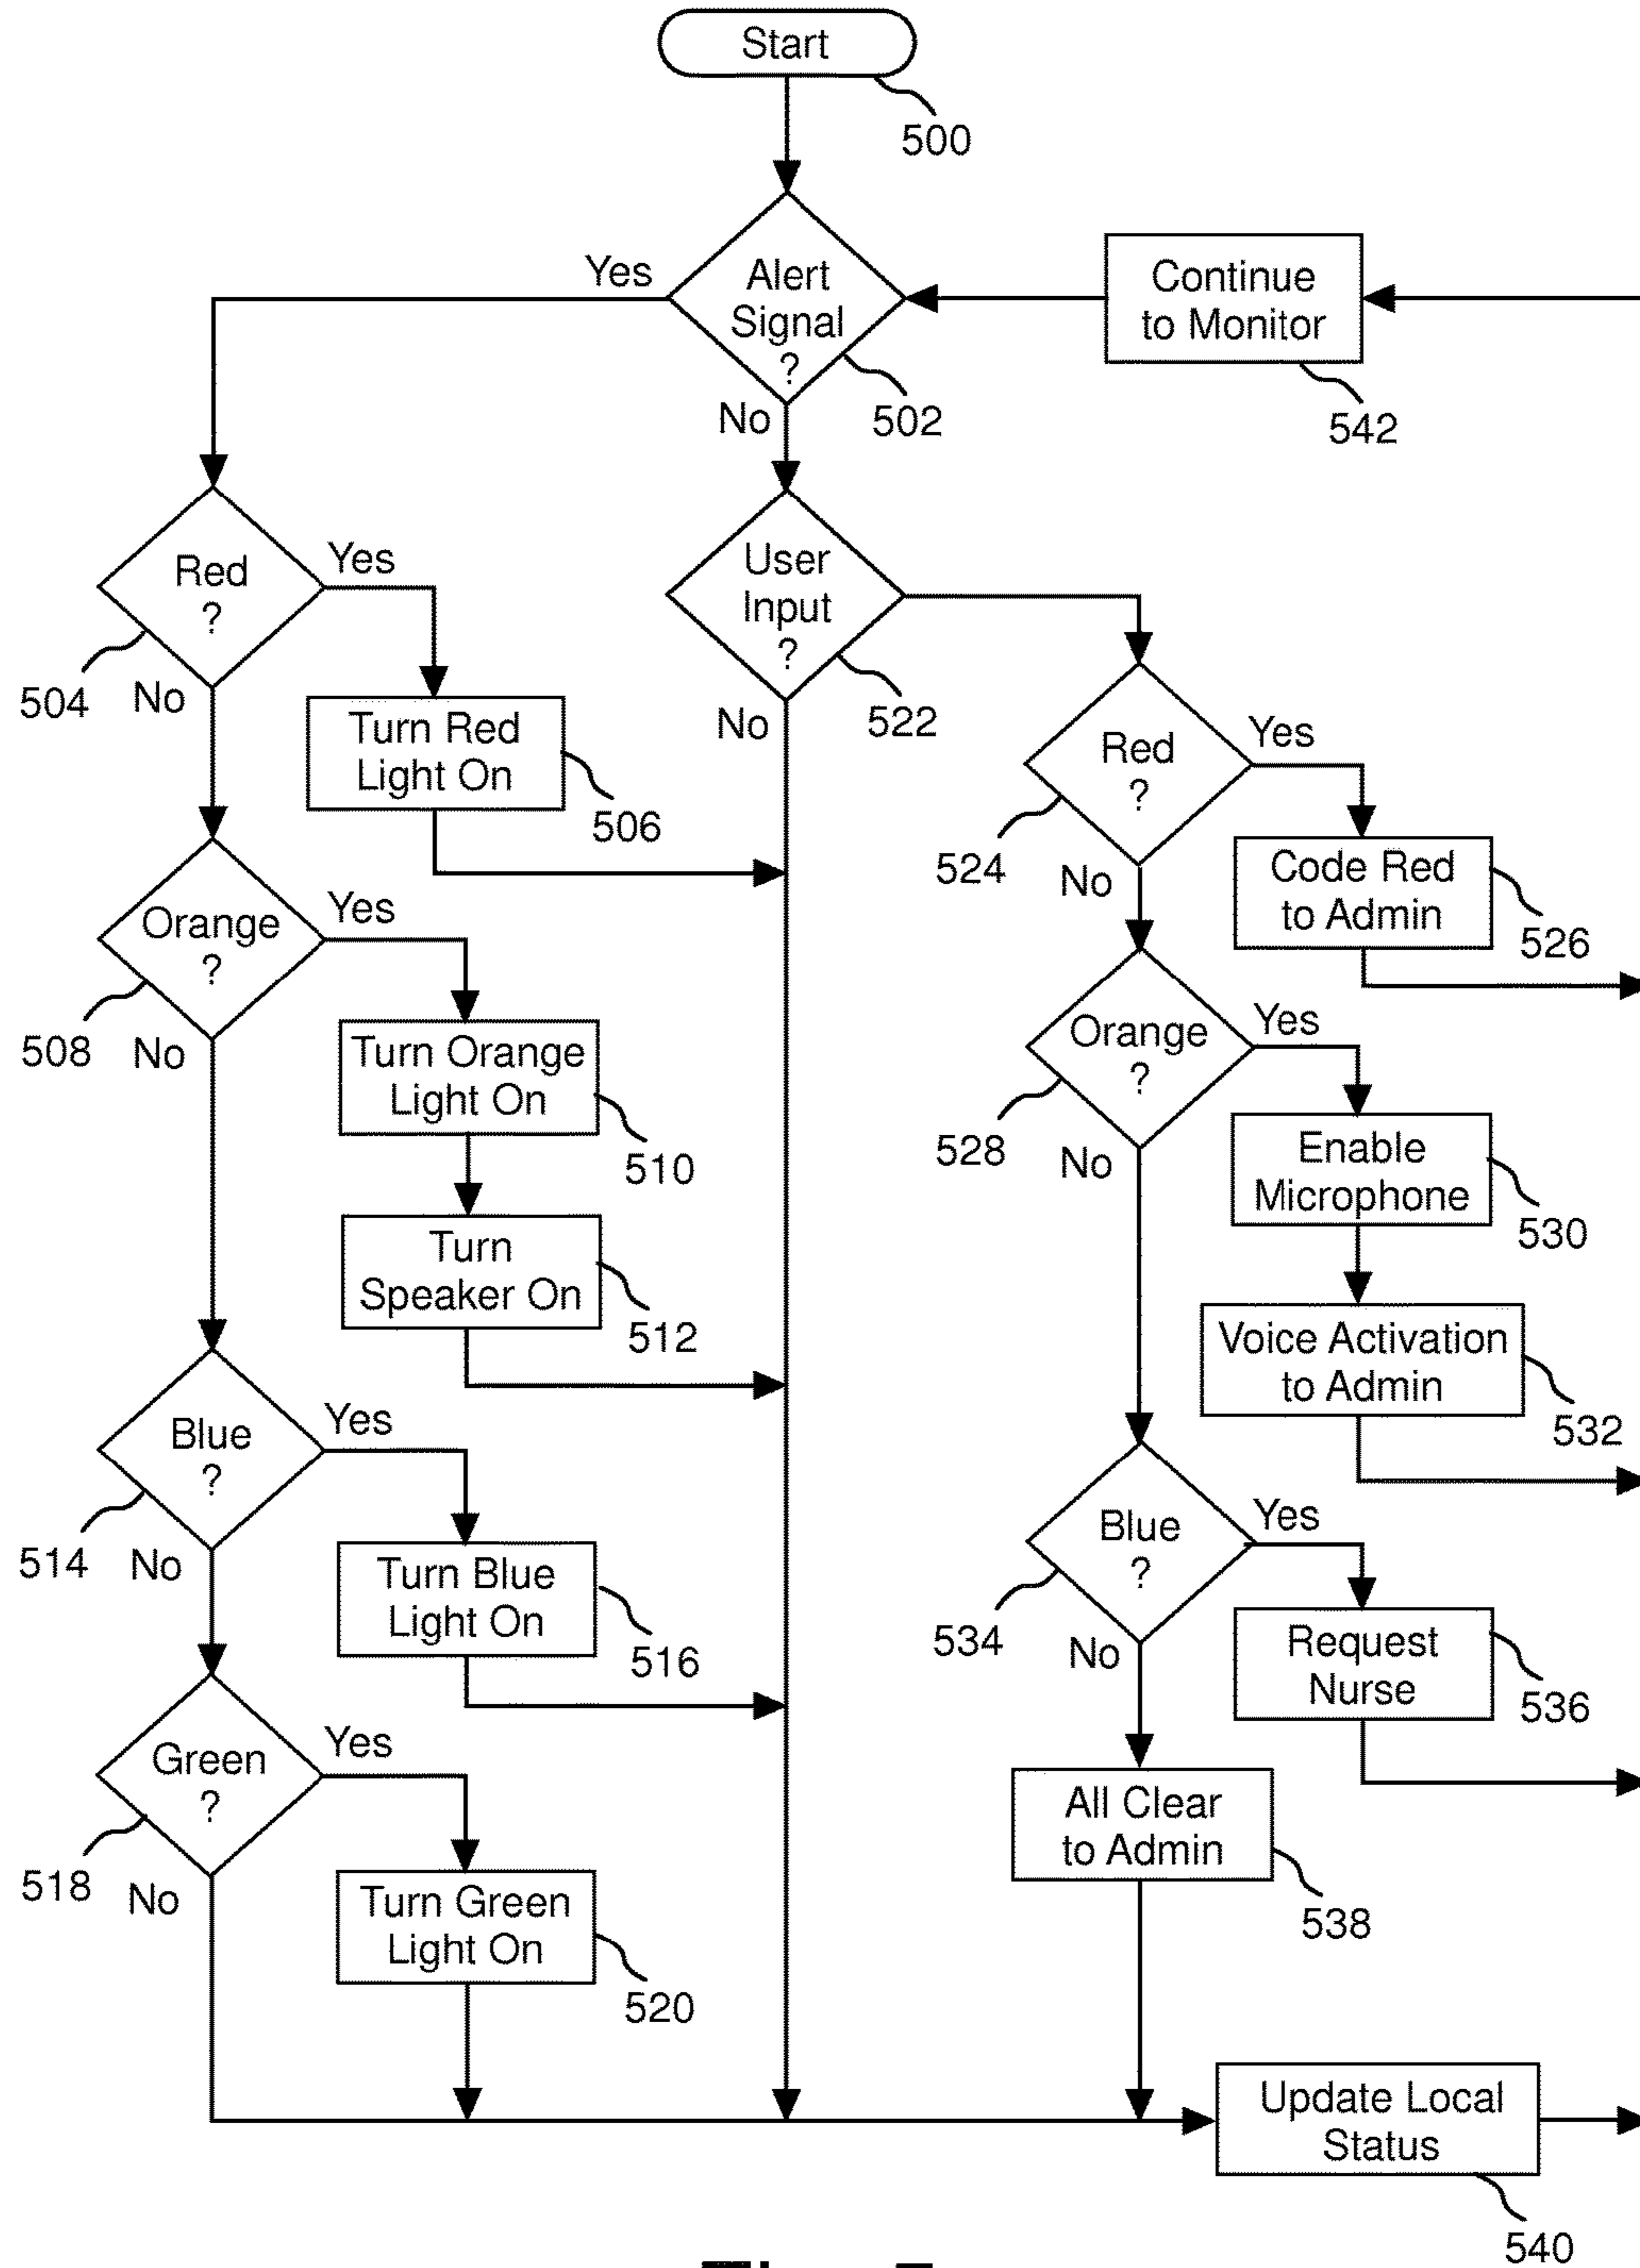 Start
500
Yes
Alert
Signal
?
502
No
Continue
to Monitor
542
Red
?
Yes
504
No
Turn Red
Light On
506
User
Input
?
522
No
Red
?
Yes
524
No
Code Red
to Admin
526
Orange
?
Yes
508
No
Turn Orange
Light On
510
Turn
Speaker On
512
Orange
?
Yes
528
No
Enable
Microphone
530
Voice Activation
to Admin
532
Blue
?
Yes
514
No
Turn Blue
Light On
516
Blue
?
Yes
534
No
Request
Nurse
536
Green
?
Yes
518
No
Turn Green
Light On
520
All Clear
to Admin
538
Update Local
Status
540